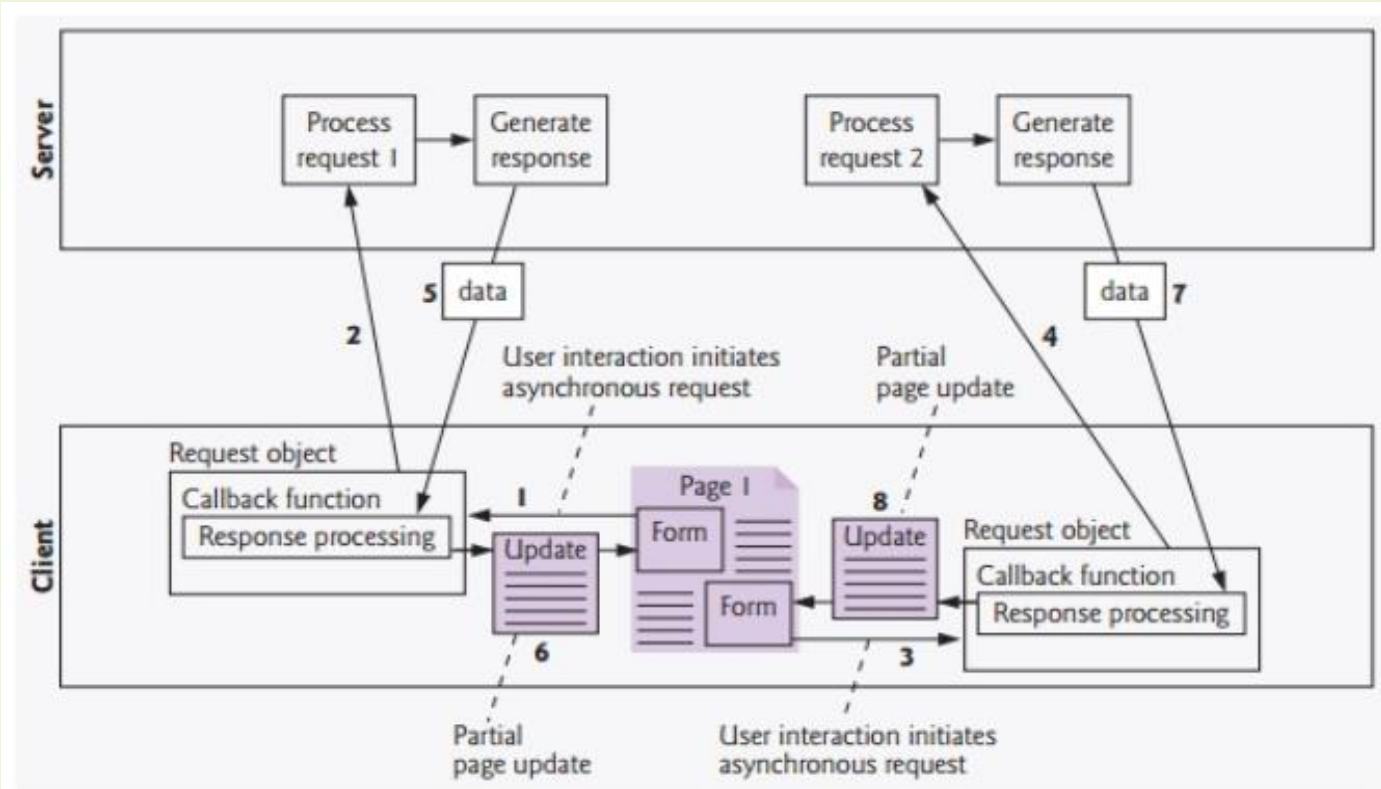 Server
Process
request 1
Generate
response
Process
request 2
Generate
response
5
data
data
7
2
4
User interaction initiates
asynchronous request
Partial
page update
Client
Request object
Callback function
Response processing
1
Update
6
Page 1
Form
Form
8
Update
3
Request object
Callback function
Response processing
Partial
page update
User interaction initiates
asynchronous request